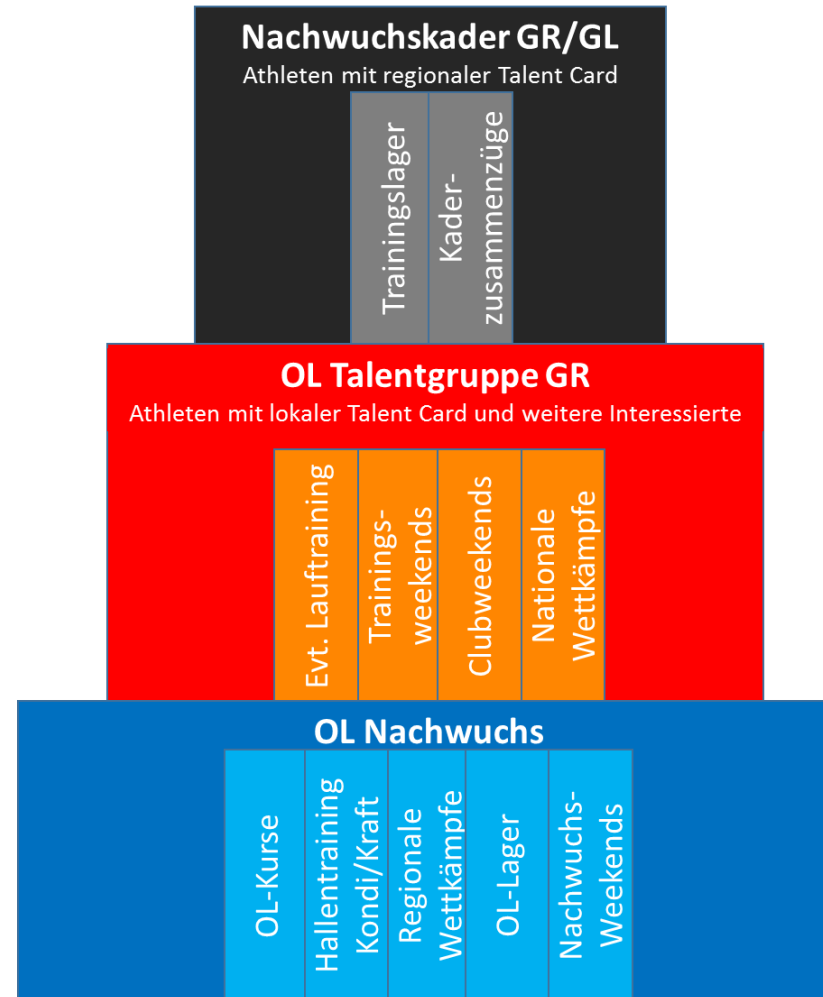 Nachwuchskader GR/GL
Athleten mit regionaler Talent Card
Trainingslager
Kader-
zusammenzüge
OL Talentgruppe GR
Athleten mit lokaler Talent Card und weitere Interessierte
Evt. Lauftraining
Trainings-
weekends
Clubweekends
Nationale
Wettkämpfe
OL Nachwuchs
OL-Kurse
Hallentraining
Kondi/Kraft
Regionale
Wettkämpfe
OL-Lager
Nachwuchs-
Weekends